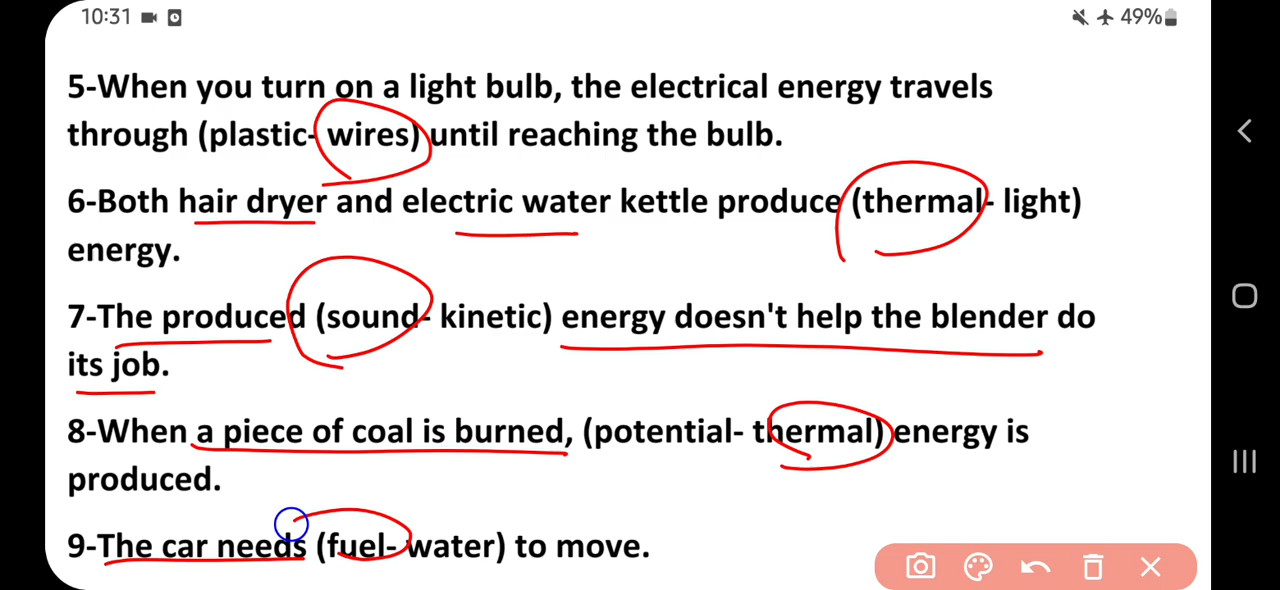 10:31
49%
5-When you turn on a light bulb, the electrical energy travels
through (plastic- wires) until reaching the bulb.
6-Both hair dryer and electric water kettle produce (thermal- light)
energy.
7-The produced (sound- kinetic) energy doesn't help the blender do
its job.
8-When a piece of coal is burned, (potential- thermal) energy is
produced.
9-The car needs (fuel- water) to move.